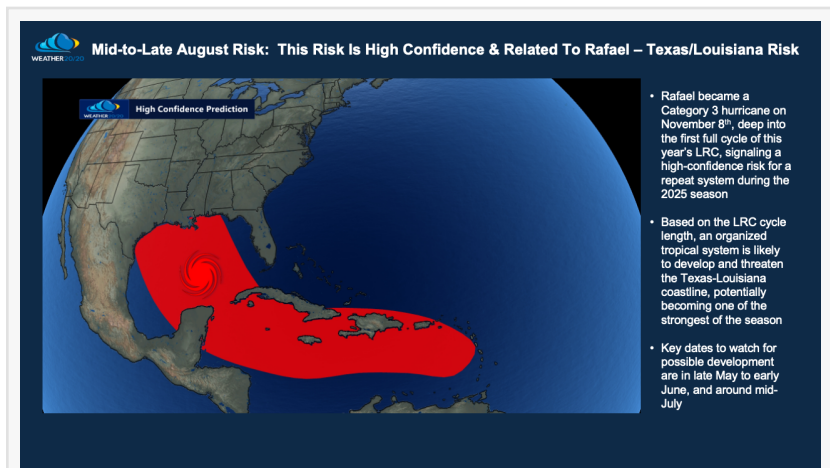 Mid-to-Late August Risk: This Risk Is High Confidence & Related To Rafael – Texas/Louisiana Risk
WEATHER20/20
High Confidence Prediction
WEATHER20/20
• Rafael became a
Category 3 hurricane on
November 8th, deep into
the first full cycle of this
year's LRC, signaling a
high-confidence risk for a
repeat system during the
2025 season
• Based on the LRC cycle
length, an organized
tropical system is likely
to develop and threaten
the Texas-Louisiana
coastline, potentially
becoming one of the
strongest of the season
• Key dates to watch for
possible development
are in late May to early
June, and around mid-
July